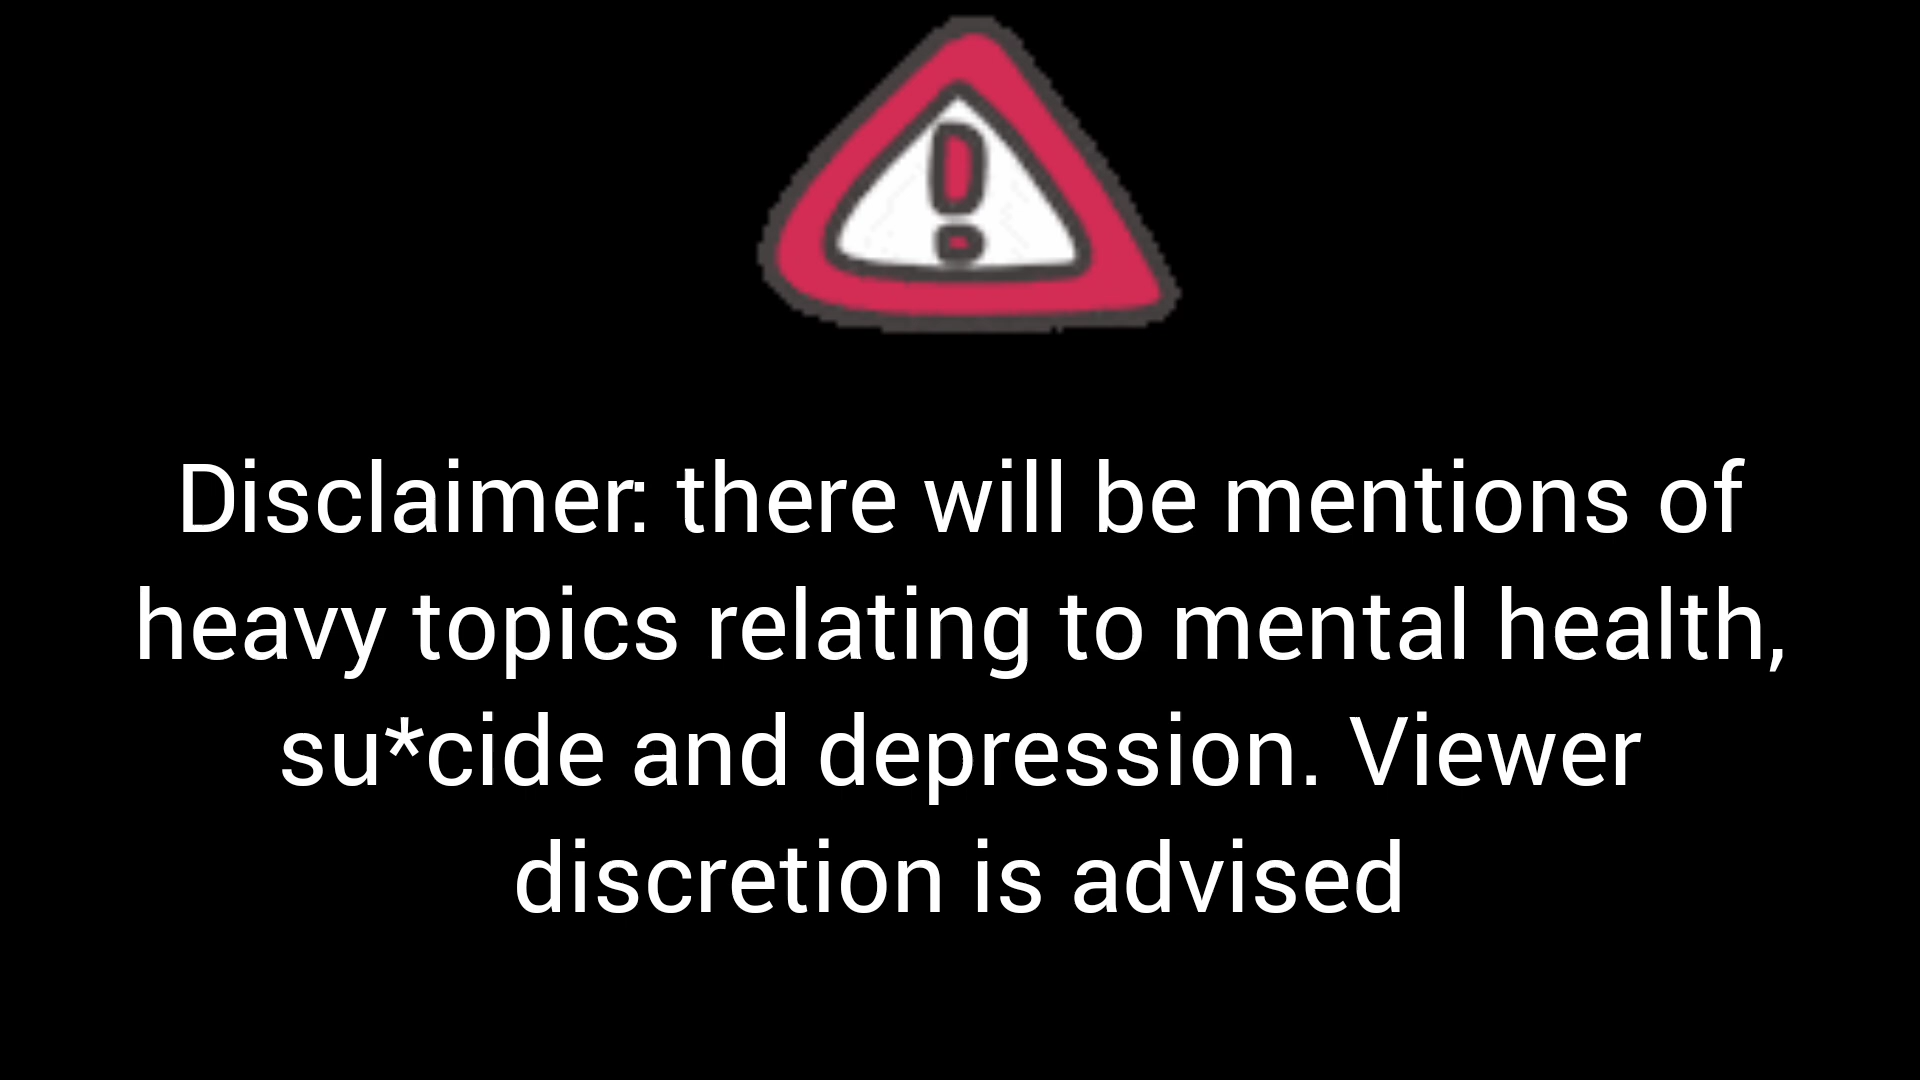 Disclaimer: there will be mentions of
heavy topics relating to mental health,
su*cide and depression. Viewer
discretion is advised